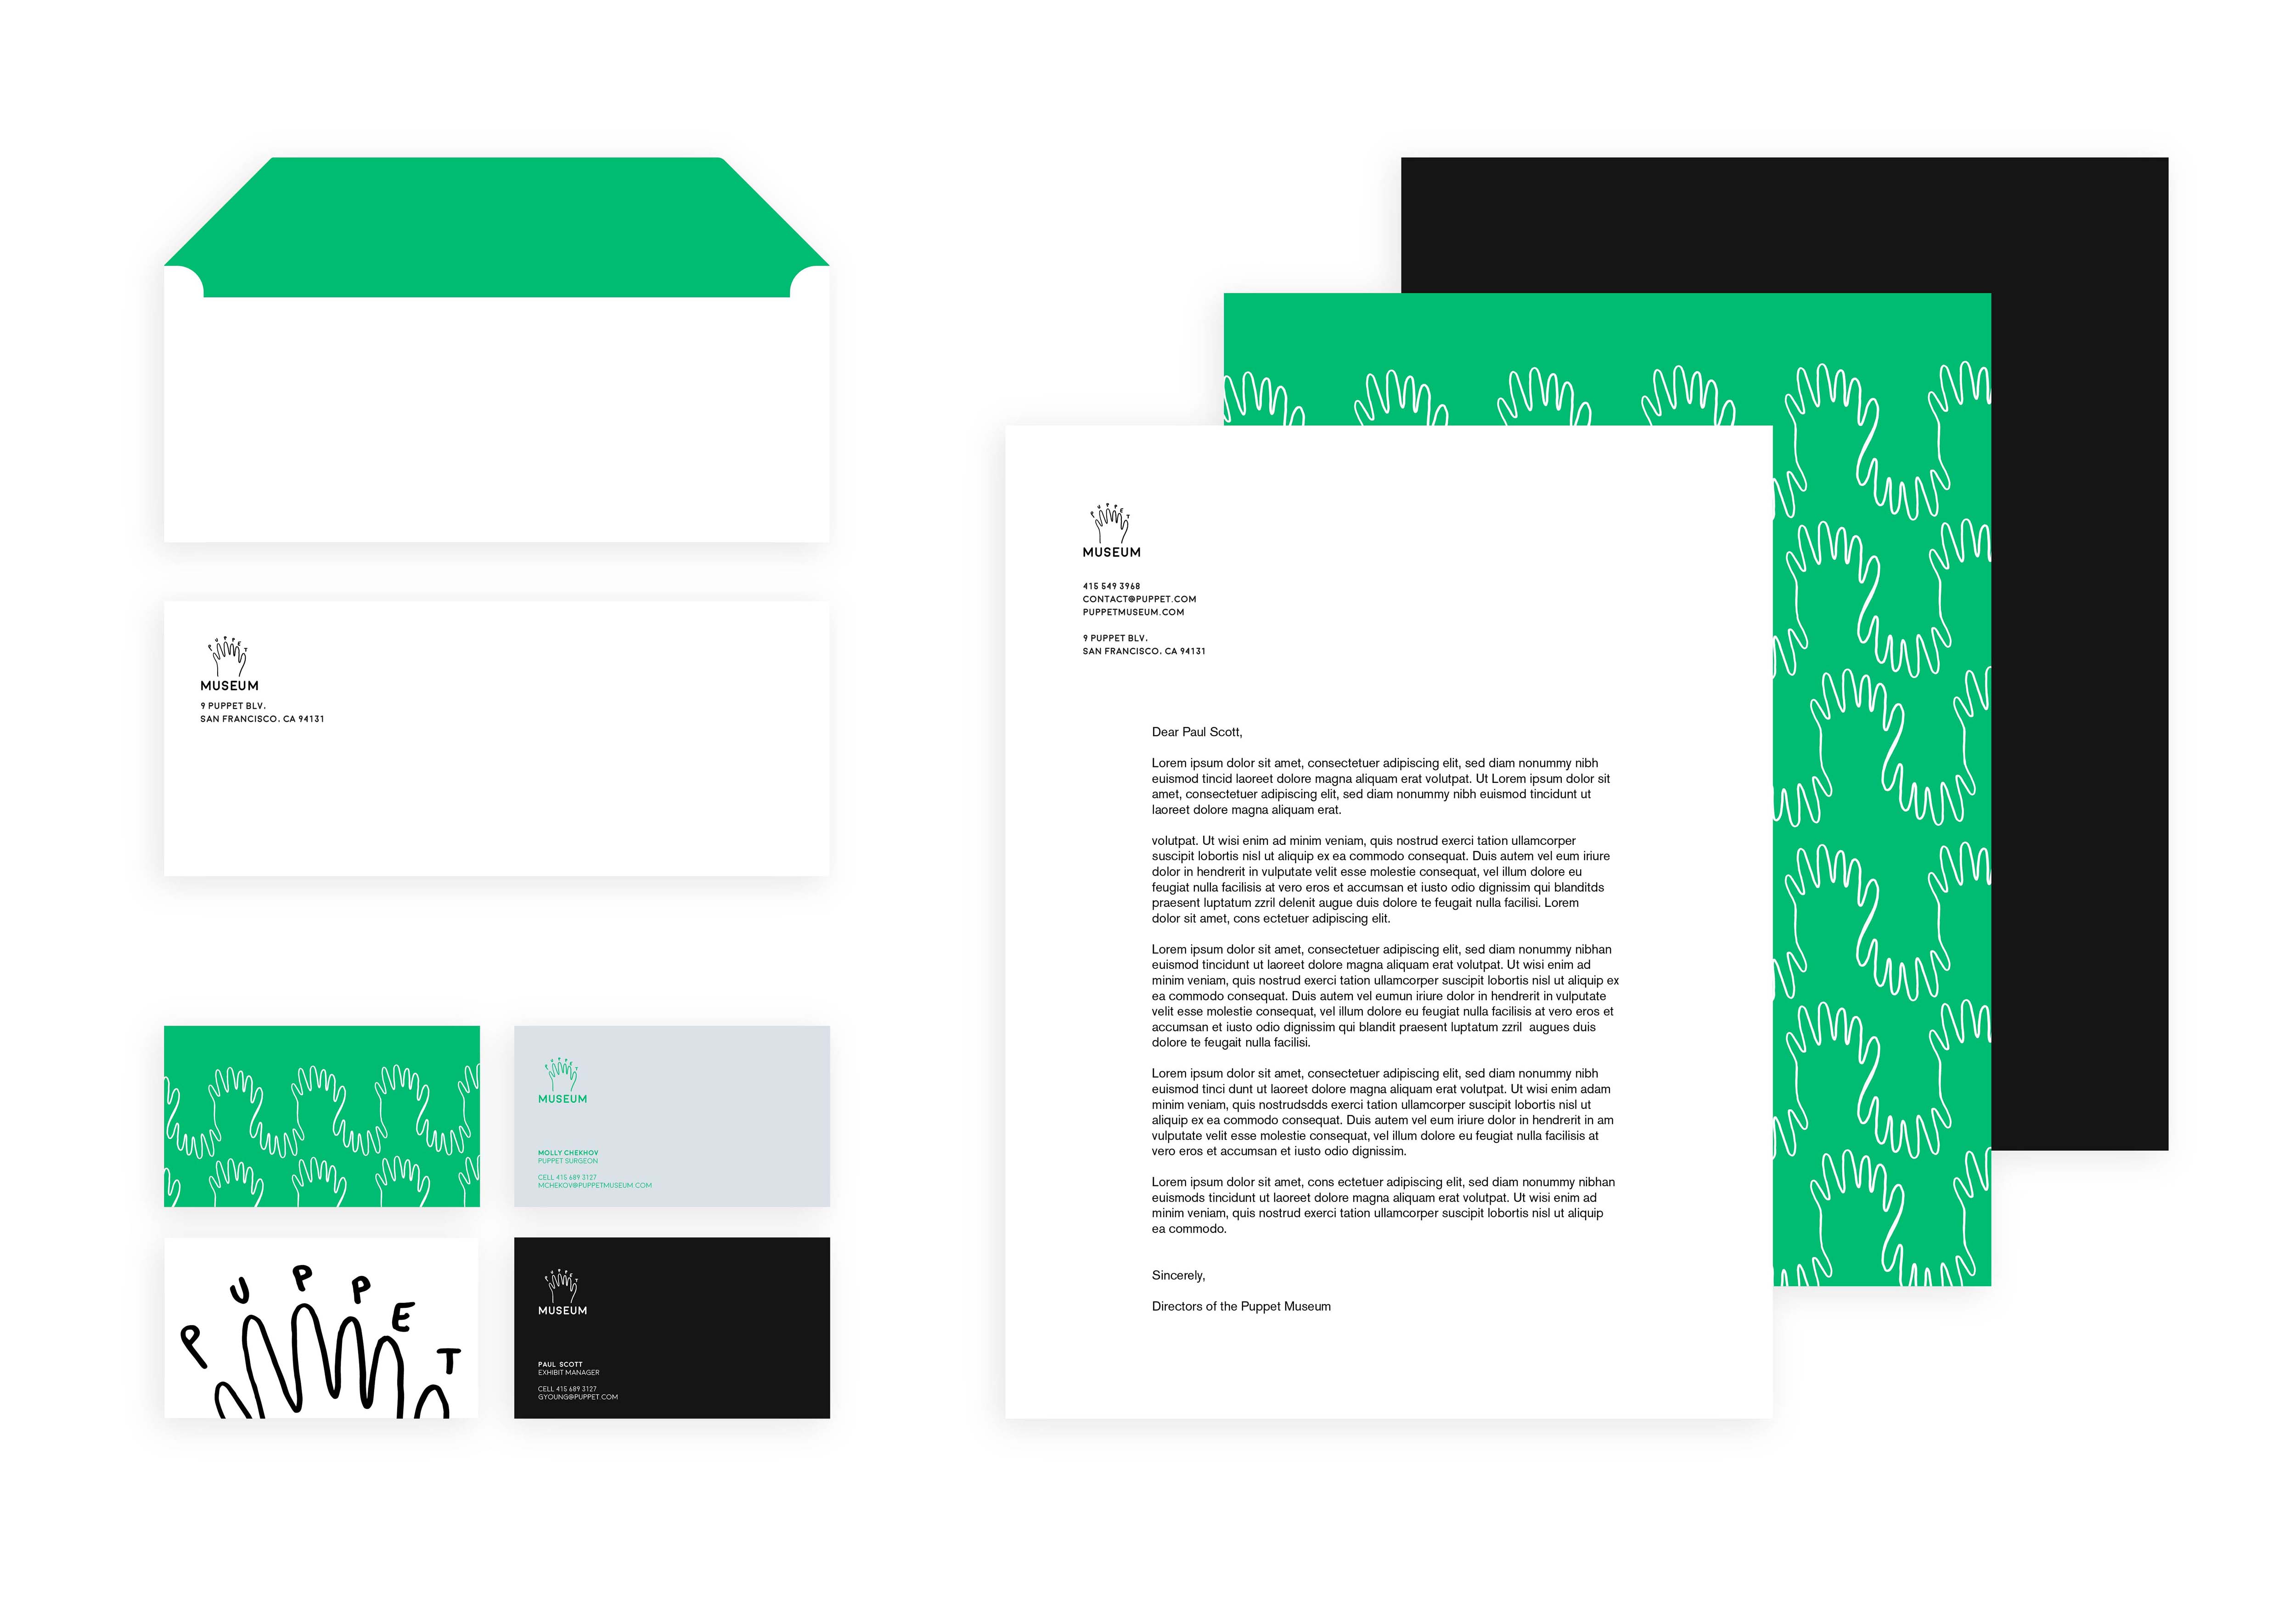 PUPPET
MUSEUM
9 PUPPET BLV.
SAN FRANCISCO. CA 94131
PUPPET
MUSEUM
MOLLY CHEKHOV
PUPPET SURGEON
CELL 415 689 3127
MCHEKOV@PUPPETMUSEUM.COM
PUPPET
PUPPET
MUSEUM
PAUL SCOTT
EXHIBIT MANAGER
CELL 415 689 3127
GYOUNG@PUPPET.COM
PUPPET
MUSEUM
415 549 3968
CONTACT@PUPPET.COM
PUPPETMUSEUM.COM
9 PUPPET BLV.
SAN FRANCISCO. CA 94131
Dear Paul Scott,
Lorem ipsum dolor sit amet, consectetuer adipiscing elit, sed diam nonummy nibh
euismod tincid laoreet dolore magna aliquam erat volutpat. Ut Lorem ipsum dolor sit
amet, consectetuer adipiscing elit, sed diam nonummy nibh euismod tincidunt ut
laoreet dolore magna aliquam erat.
volutpat. Ut wisi enim ad minim veniam, quis nostrud exerci tation ullamcorper
suscipit lobortis nisl ut aliquip ex ea commodo consequat. Duis autem vel eum iriure
dolor in hendrerit in vulputate velit esse molestie consequat, vel illum dolore eu
feugiat nulla facilisis at vero eros et accumsan et iusto odio dignissim qui blanditds
praesent luptatum zzril delenit augue duis dolore te feugait nulla facilisi. Lorem
dolor sit amet, cons ectetuer adipiscing elit.
Lorem ipsum dolor sit amet, consectetuer adipiscing elit, sed diam nonummy nibhan
euismod tincidunt ut laoreet dolore magna aliquam erat volutpat. Ut wisi enim ad
minim veniam, quis nostrud exerci tation ullamcorper suscipit lobortis nisl ut aliquip ex
ea commodo consequat. Duis autem vel eumun iriure dolor in hendrerit in vulputate
velit esse molestie consequat, vel illum dolore eu feugiat nulla facilisis at vero eros et
accumsan et iusto odio dignissim qui blandit praesent luptatum zzril  augues duis
dolore te feugait nulla facilisi.
Lorem ipsum dolor sit amet, consectetuer adipiscing elit, sed diam nonummy nibh
euismod tinci dunt ut laoreet dolore magna aliquam erat volutpat. Ut wisi enim adam
minim veniam, quis nostrudsdds exerci tation ullamcorper suscipit lobortis nisl ut
aliquip ex ea commodo consequat. Duis autem vel eum iriure dolor in hendrerit in am
vulputate velit esse molestie consequat, vel illum dolore eu feugiat nulla facilisis at
vero eros et accumsan et iusto odio dignissim.
Lorem ipsum dolor sit amet, cons ectetuer adipiscing elit, sed diam nonummy nibhan
euismods tincidunt ut laoreet dolore magna aliquam erat volutpat. Ut wisi enim ad
minim veniam, quis nostrud exerci tation ullamcorper suscipit lobortis nisl ut aliquip
ea commodo.
Sincerely,
Directors of the Puppet Museum